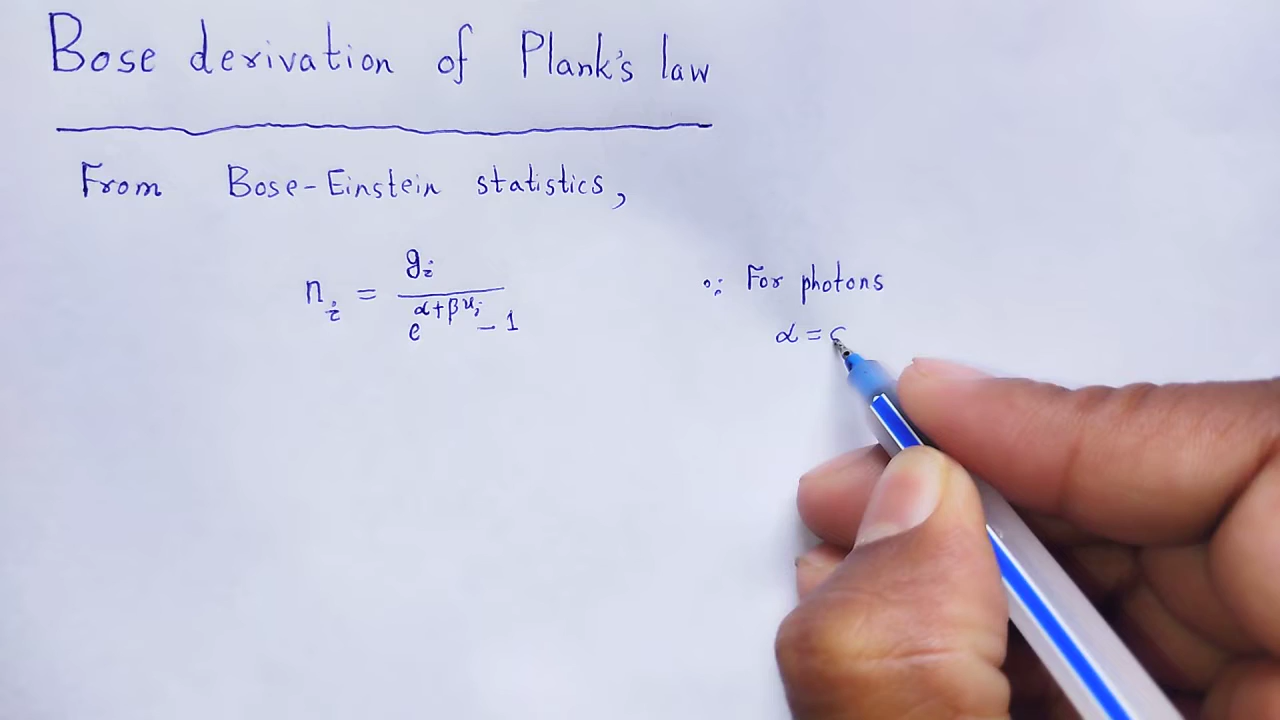 Bose derivation of Plank's law
From Bose-Einstein statistics,
n_i = g_i / (e^(α+βu_i) - 1)
∵ For photons
α =